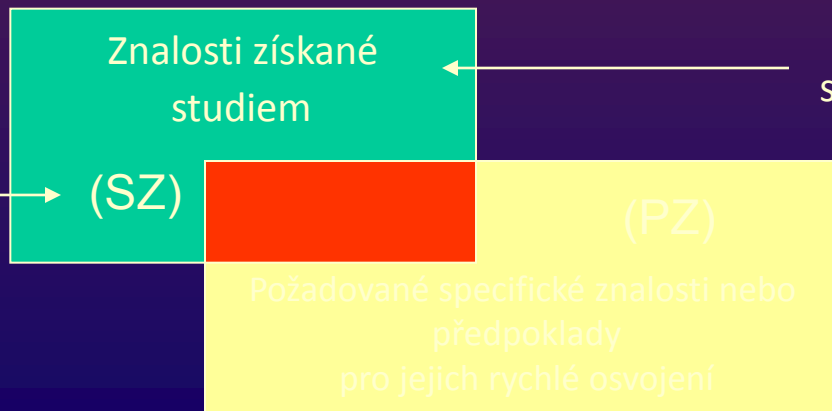 Znalosti získané
studiem
s
(SZ)
(PZ)
Požadované specifické znalosti nebo
předpoklady
pro jejich rychlé osvojení